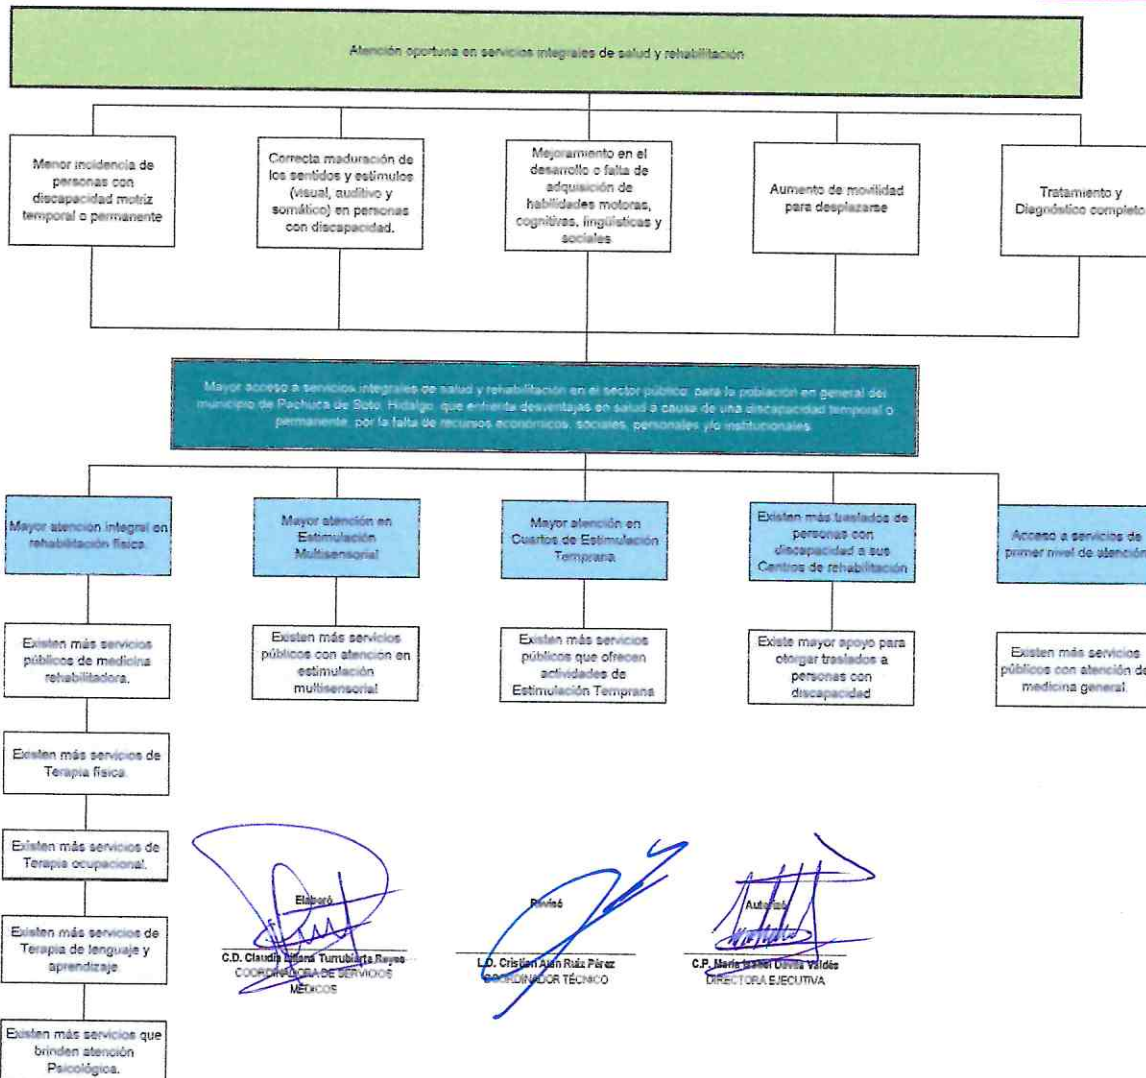 Atención oportuna en servicios integrales de salud y rehabilitación
Menor incidencia de
personas con
discapacidad motriz
temporal o permanente
Correcta maduración de
los sentidos y estímulos
(visual, auditivo y
somático) en personas
con discapacidad.
Mejoramiento en el
desarrollo o falta de
adquisición de
habilidades motoras,
cognitivas, lingüísticas y
sociales
Aumento de movilidad
para desplazarse
Tratamiento y
Diagnóstico completo
Mayor acceso a servicios integrales de salud y rehabilitación en el sector público, para la población en general del
municipio de Pachuca de Soto, Hidalgo, que enfrenta desventajas en salud a causa de una discapacidad temporal o
permanente, por la falta de recursos económicos, sociales, personales y/o institucionales
Mayor atención integral en
rehabilitación física.
Mayor atención en
Estimulación
Multisensorial
Mayor atención en
Cuartos de Estimulación
Temprana
Existen más traslados de
personas con
discapacidad a sus
Centros de rehabilitación
Acceso a servicios de
primer nivel de atención
Existen más servicios
públicos de medicina
rehabilitadora.
Existen más servicios
públicos con atención en
estimulación
multisensorial
Existen más servicios
públicos que ofrecen
actividades de
Estimulación Temprana
Existe mayor apoyo para
otorgar traslados a
personas con
discapacidad
Existen más servicios
públicos con atención de
medicina general.
Existen más servicios de
Terapia física.
Existen más servicios de
Terapia ocupacional.
Existen más servicios de
Terapia de lenguaje y
aprendizaje.
Existen más servicios que
brinden atención
Psicológica.
Elaboró
C.D. Claudia Liliana Turrubiarta Reyes
COORDINADORA DE SERVICIOS
MÉDICOS
Revisó
L.D. Cristian Alan Ruiz Pérez
COORDINADOR TÉCNICO
Autorizó
C.P. María Isabel Dávila Valdés
DIRECTORA EJECUTIVA